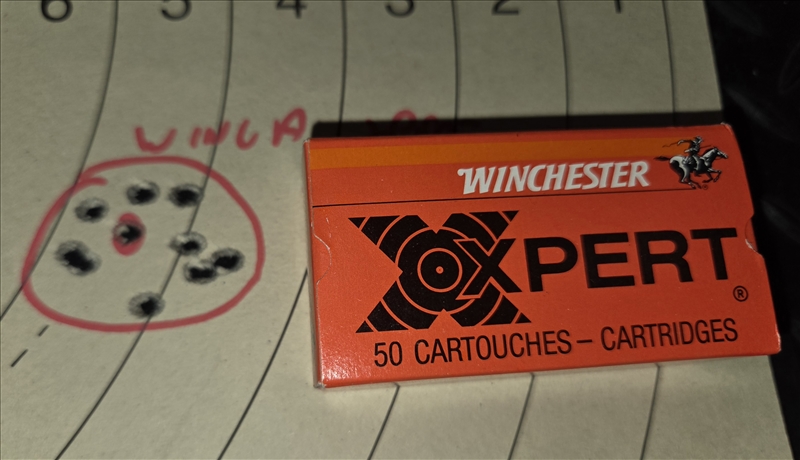 6 5 4 3 2 1
WINCHESTER
XPERT®
50 CARTOUCHES – CARTRIDGES